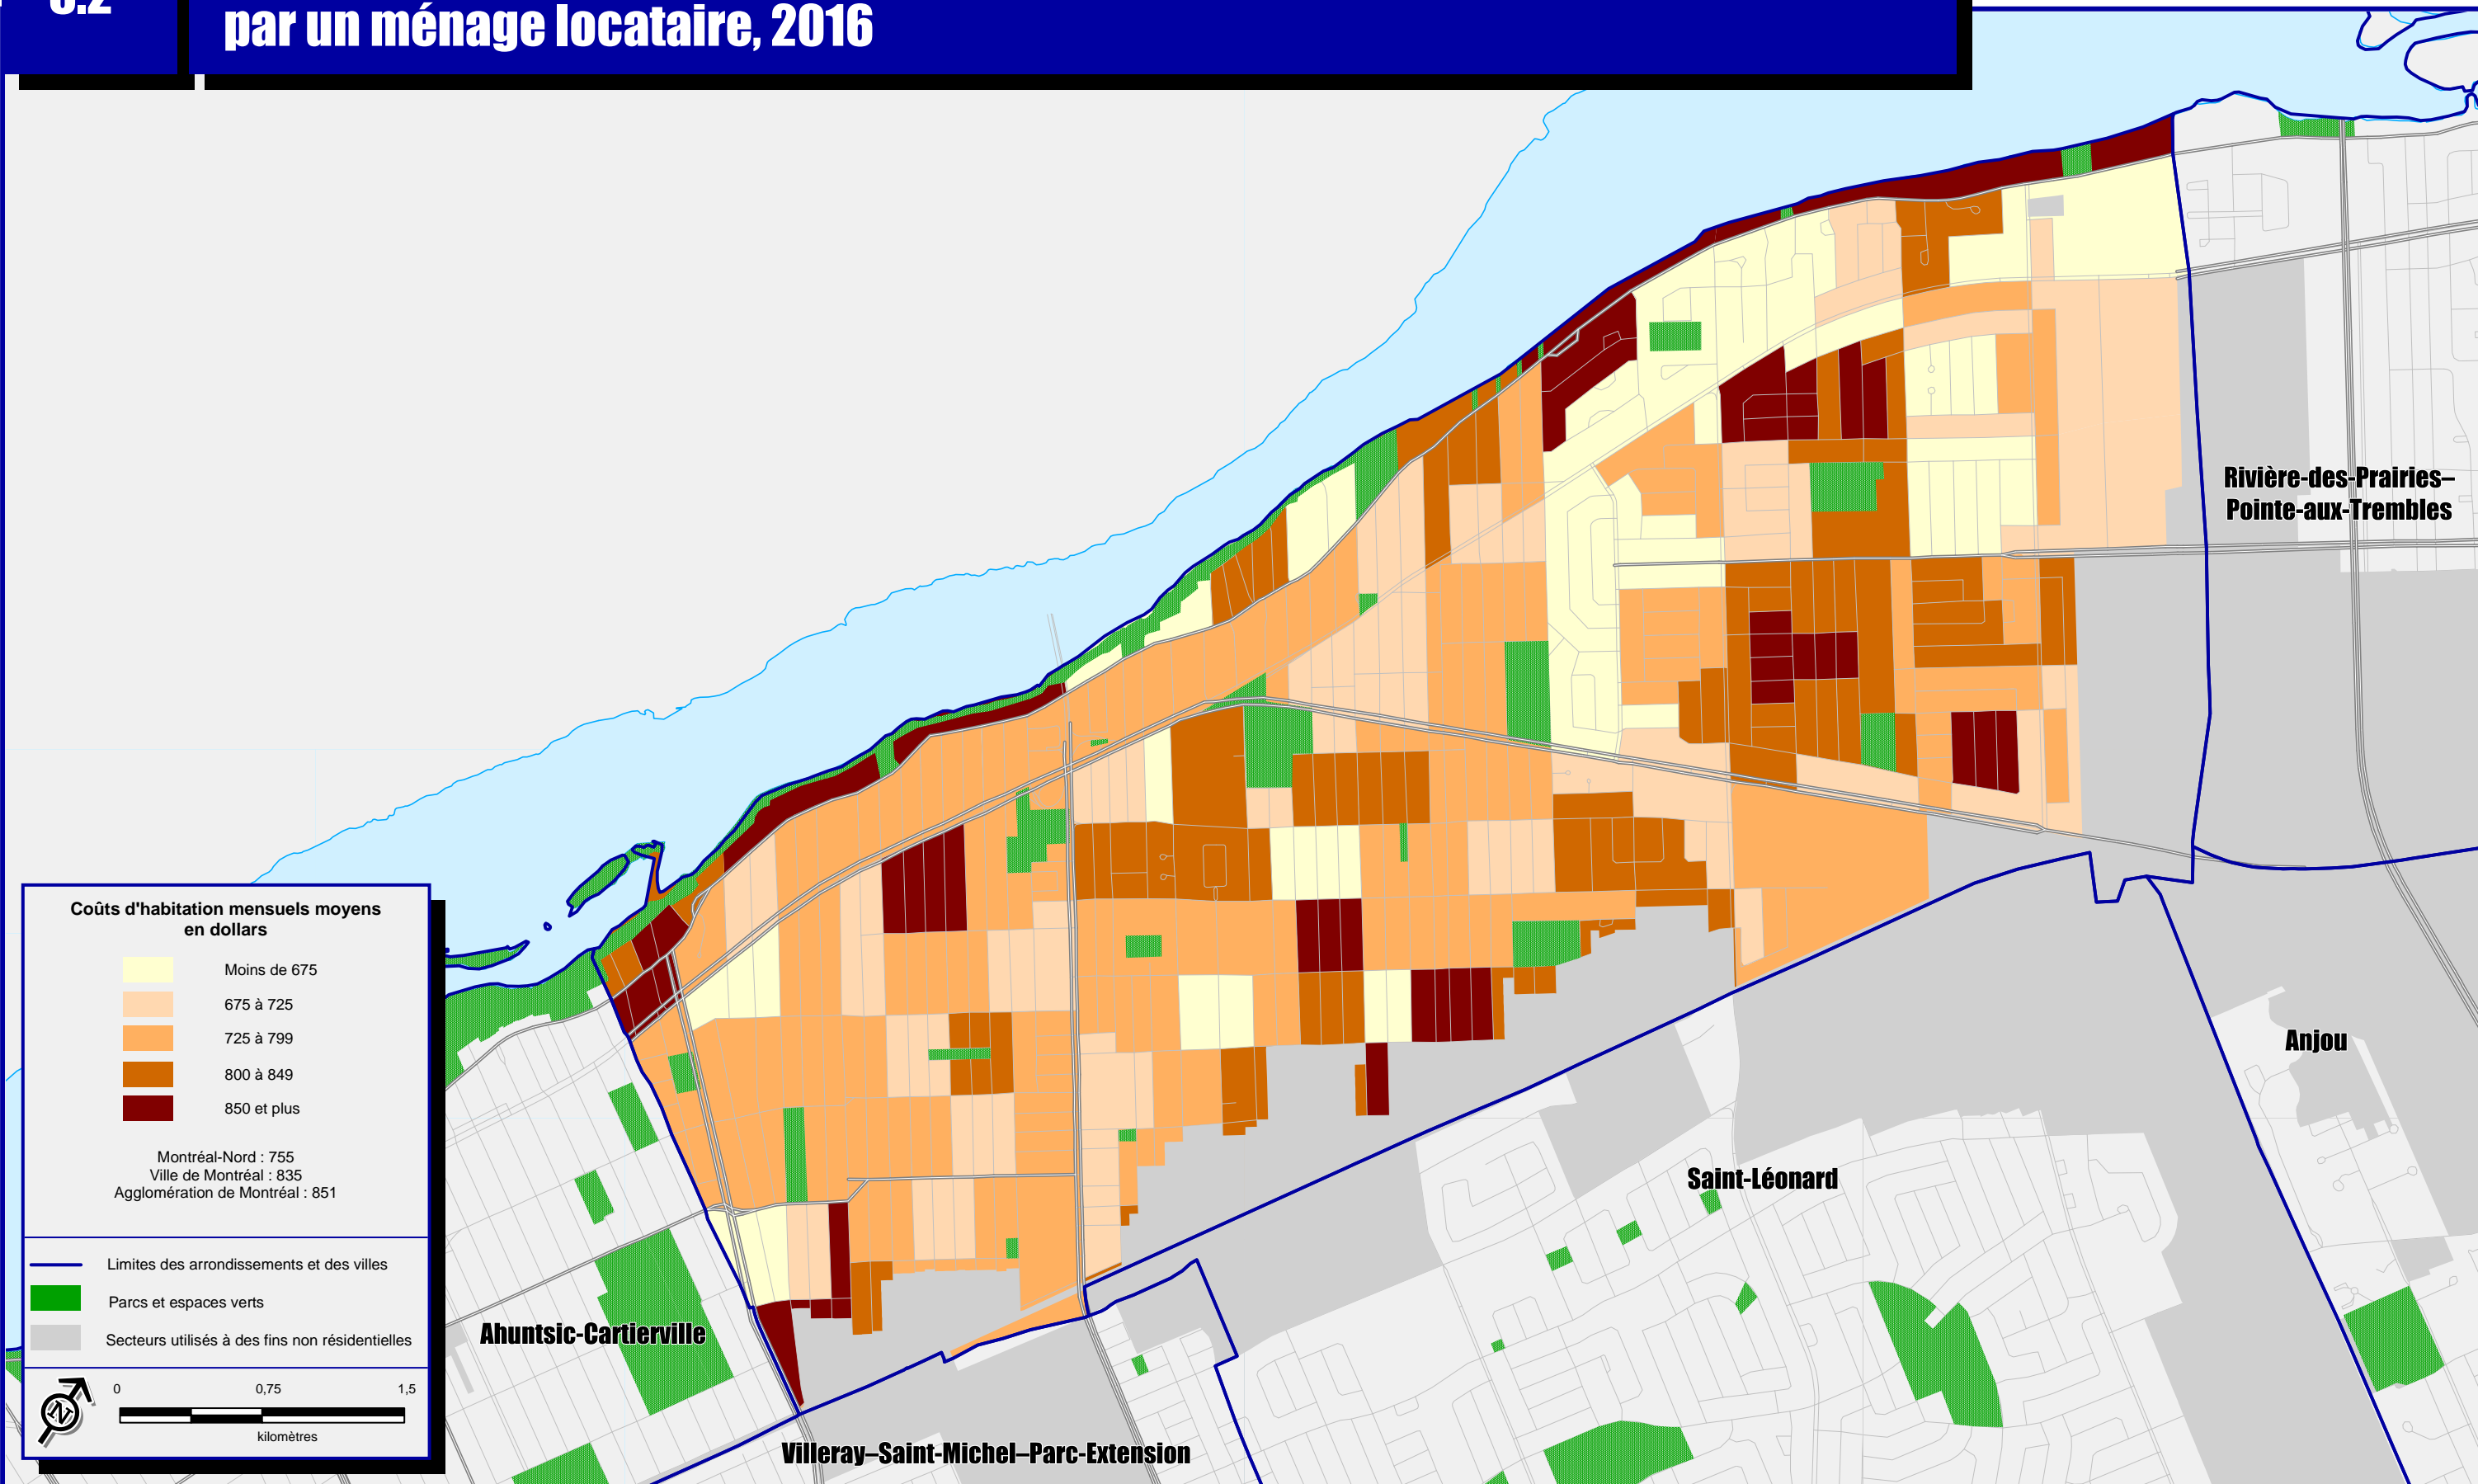 par un ménage locataire, 2016
Rivière-des-Prairies–
Pointe-aux-Trembles
Anjou
Saint-Léonard
Ahuntsic-Cartierville
Villeray–Saint-Michel–Parc-Extension
Coûts d'habitation mensuels moyens
en dollars
Moins de 675
675 à 725
725 à 799
800 à 849
850 et plus
Montréal-Nord : 755
Ville de Montréal : 835
Agglomération de Montréal : 851
Limites des arrondissements et des villes
Parcs et espaces verts
Secteurs utilisés à des fins non résidentielles
N
0 0,75 1,5
kilomètres